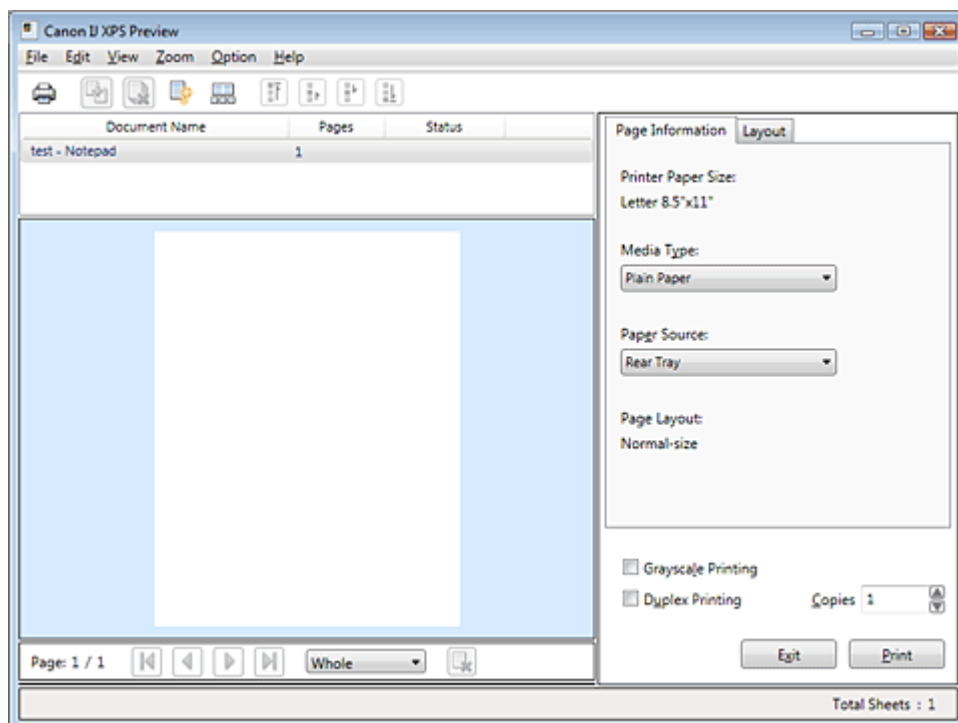 Canon IJ XPS Preview
File Edit View Zoom Option Help
Document Name Pages Status
test - Notepad 1
Page Information Layout
Printer Paper Size:
Letter 8.5"x11"
Media Type:
Plain Paper
Paper Source:
Rear Tray
Page Layout:
Normal-size
Grayscale Printing
Duplex Printing Copies 1
Page: 1 / 1 Whole
Exit Print
Total Sheets : 1